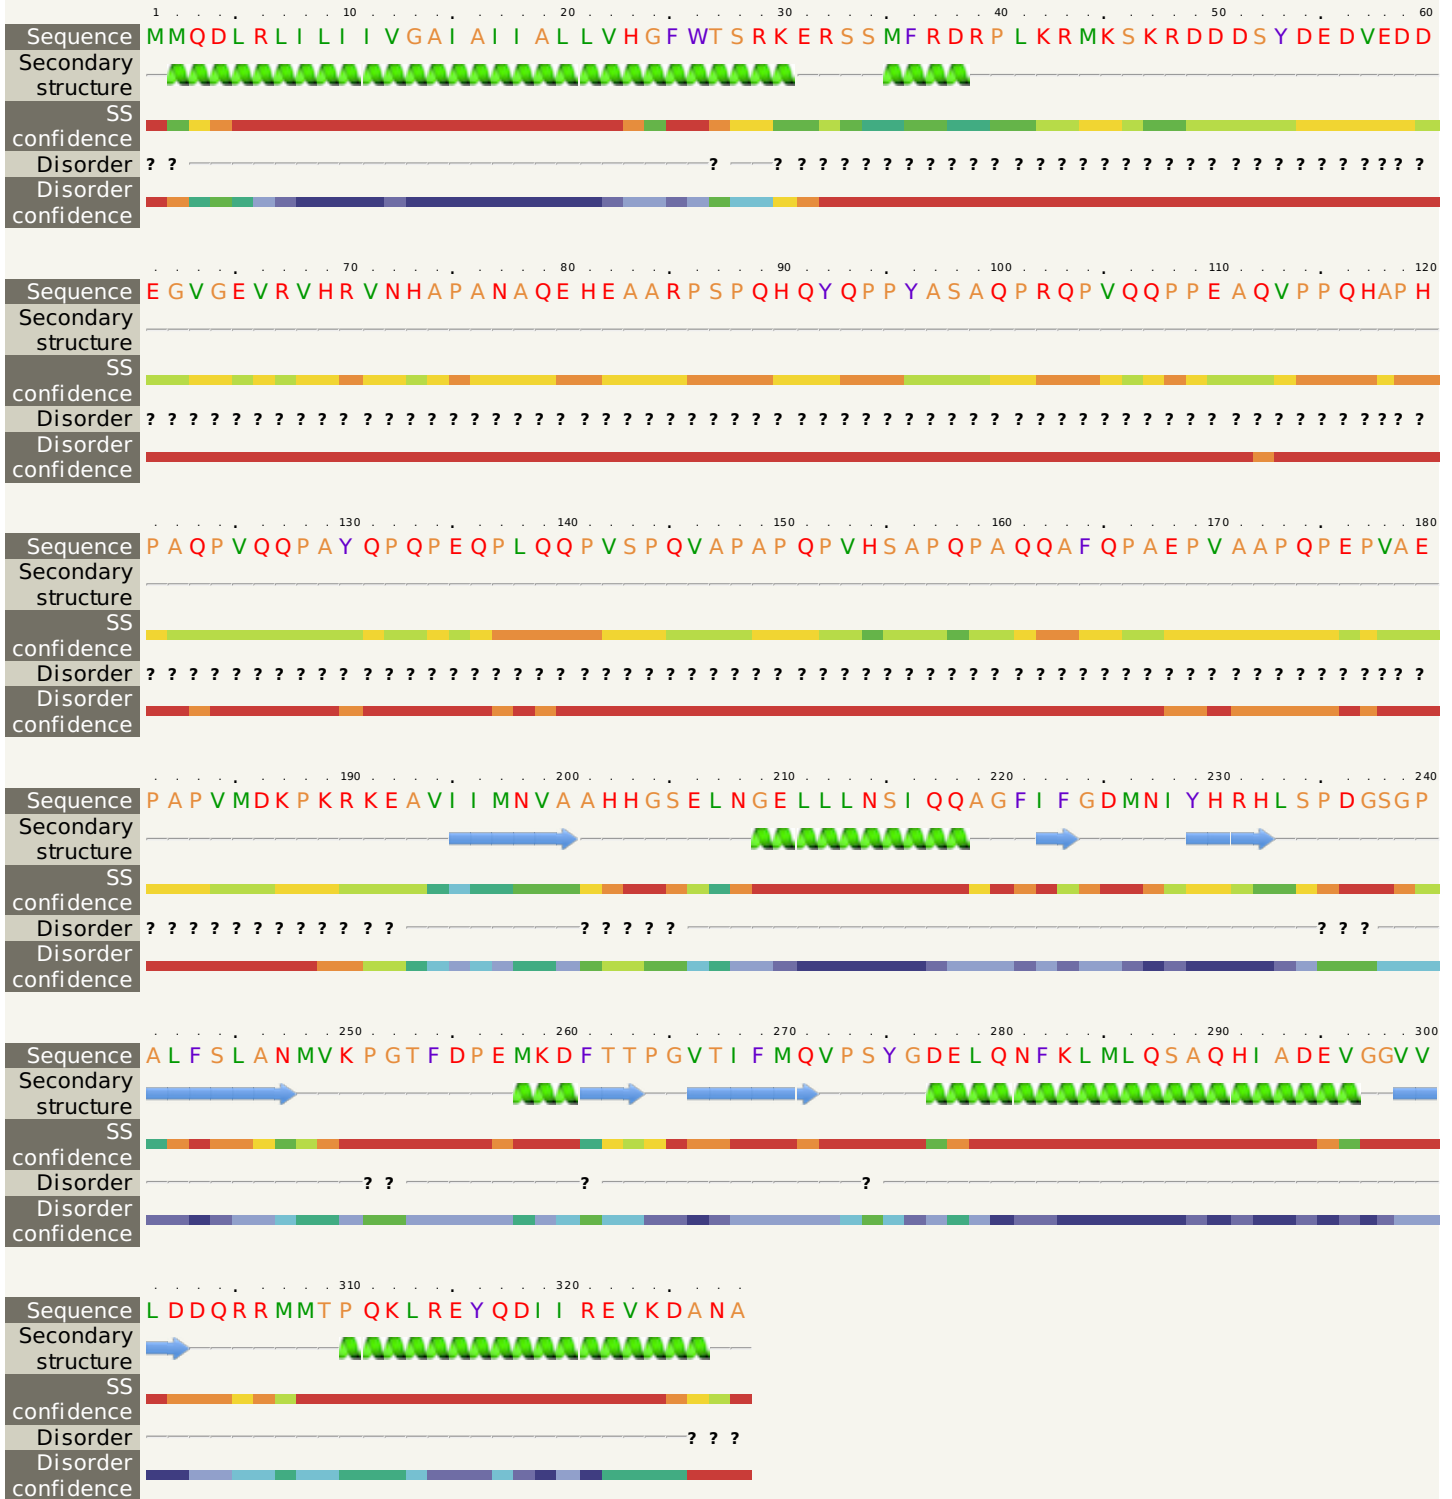 1 10 20 30 40 50 60
Sequence MMQDLRLILIIVGAIAIIALLVHGFWTSRKERSSMFRDRPLKRMKSKRDDDSYDEDVEDD
Secondary
structure
SS
confidence
Disorder ? ? ? ? ? ? ? ? ? ? ? ? ? ? ? ? ? ? ? ? ? ? ? ? ? ? ? ? ? ? ? ? ? ?
Disorder
confidence
70 80 90 100 110 120
Sequence EGVGEVRVHRVNHAPANAQEHEAARPSPQHQYQPPYASAQPRQPVQQPPEAQVPPQHAPH
Secondary
structure
SS
confidence
Disorder ? ? ? ? ? ? ? ? ? ? ? ? ? ? ? ? ? ? ? ? ? ? ? ? ? ? ? ? ? ? ? ? ? ? ? ? ? ? ? ? ? ? ? ? ? ? ? ? ? ? ? ? ? ? ? ? ? ? ? ?
Disorder
confidence
130 140 150 160 170 180
Sequence PAQPVQQPAYQPQPEQPLQQPVSPQVAPAPQPVHSAPQPAQQAFQPAEPVAAPQPEPVAE
Secondary
structure
SS
confidence
Disorder ? ? ? ? ? ? ? ? ? ? ? ? ? ? ? ? ? ? ? ? ? ? ? ? ? ? ? ? ? ? ? ? ? ? ? ? ? ? ? ? ? ? ? ? ? ? ? ? ? ? ? ? ? ? ? ? ? ? ? ?
Disorder
confidence
190 200 210 220 230 240
Sequence PAPVMDKPKRKEAVIIMNVAAHHGSELNGELLLNSIQQAGFIFGDMNIYHRHLSPDGSGP
Secondary
structure
SS
confidence
Disorder ? ? ? ? ? ? ? ? ? ? ? ? ? ? ? ? ? ? ? ?
Disorder
confidence
250 260 270 280 290 300
Sequence ALFSLANMVKPGTFDPEMKDFTTPGVTIFMQVPSYGDELQNFKLMLQSAQHIADEVGGVV
Secondary
structure
SS
confidence
Disorder ? ? ? ?
Disorder
confidence
310 320
Sequence LDDQRRMMTPQKLREYQDIIREVKDANA
Secondary
structure
SS
confidence
Disorder ? ? ?
Disorder
confidence